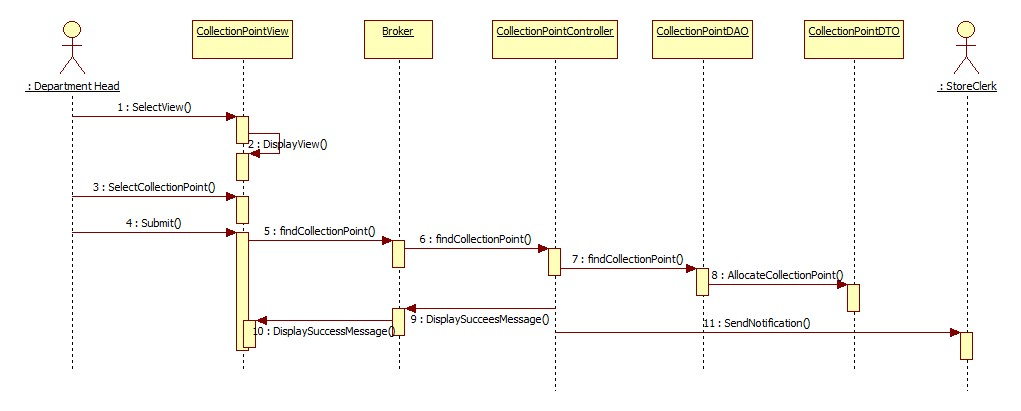 CollectionPointView
Broker
CollectionPointController
CollectionPointDAO
CollectionPointDTO
: Department Head
: StoreClerk
1 : SelectView()
2 : DisplayView()
3 : SelectCollectionPoint()
4 : Submit()
5 : findCollectionPoint()
6 : findCollectionPoint()
7 : findCollectionPoint()
8 : AllocateCollectionPoint()
9 : DisplaySucceesMessage()
10 : DisplaySuccessMessage()
11 : SendNotification()